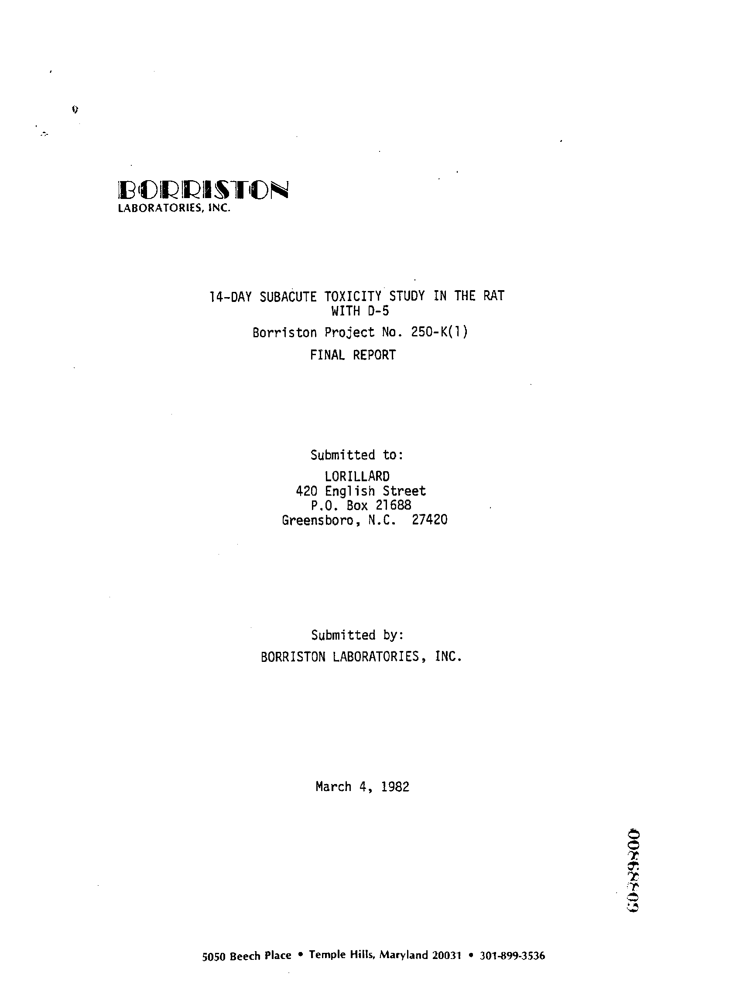 BORRISTON
LABORATORIES, INC.
14-DAY SUBACUTE TOXICITY STUDY IN THE RAT
WITH D-5
Borriston Project No. 250-K(1)
FINAL REPORT
Submitted to:
LORILLARD
420 English Street
P.O. Box 21688
Greensboro, N.C. 27420
Submitted by:
BORRISTON LABORATORIES, INC.
March 4, 1982
5050 Beech Place • Temple Hills, Maryland 20031 • 301-899-3536